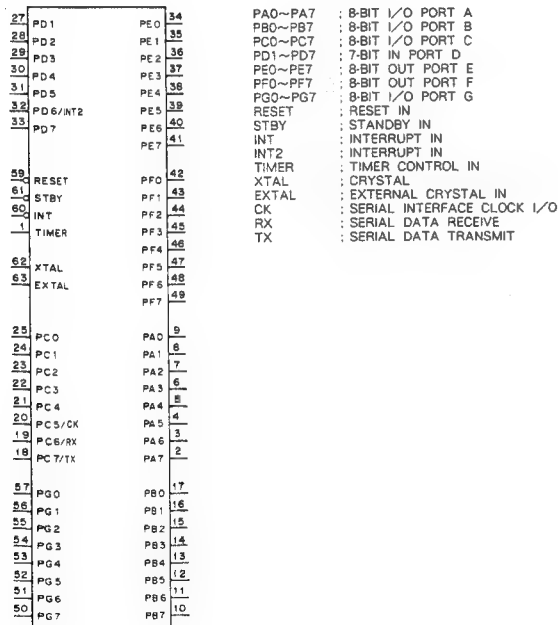 27 PD1 PE0 34
28 PD2 PE1 35
29 PD3 PE2 36
30 PD4 PE3 37
31 PD5 PE4 38
32 PD6/INT2 PE5 39
33 PD7 PE6 40
PE7 41
59 RESET PF0 42
61 STBY PF1 43
60 INT PF2 44
1 TIMER PF3 45
PF4 46
62 XTAL PF5 47
63 EXTAL PF6 48
PF7 49
25 PC0 PA0 9
24 PC1 PA1 8
23 PC2 PA2 7
22 PC3 PA3 6
21 PC4 PA4 5
20 PC5/CK PA5 4
19 PC6/RX PA6 3
18 PC7/TX PA7 2
57 PG0 PB0 17
56 PG1 PB1 16
55 PG2 PB2 15
54 PG3 PB3 14
53 PG4 PB4 13
52 PG5 PB5 12
51 PG6 PB6 11
50 PG7 PB7 10
PA0~PA7 : 8-BIT I/O PORT A
PB0~PB7 : 8-BIT I/O PORT B
PC0~PC7 : 8-BIT I/O PORT C
PD1~PD7 : 7-BIT IN PORT D
PE0~PE7 : 8-BIT OUT PORT E
PF0~PF7 : 8-BIT OUT PORT F
PG0~PG7 : 8-BIT I/O PORT G
RESET : RESET IN
STBY : STANDBY IN
INT : INTERRUPT IN
INT2 : INTERRUPT IN
TIMER : TIMER CONTROL IN
XTAL : CRYSTAL
EXTAL : EXTERNAL CRYSTAL IN
CK : SERIAL INTERFACE CLOCK I/O
RX : SERIAL DATA RECEIVE
TX : SERIAL DATA TRANSMIT